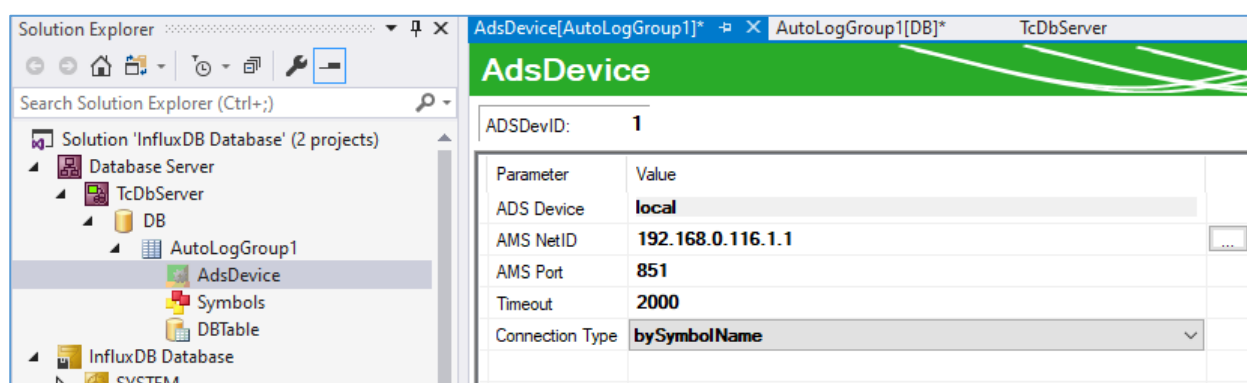 Solution Explorer
Search Solution Explorer (Ctrl+;)
Solution 'InfluxDB Database' (2 projects)
Database Server
TcDbServer
DB
AutoLogGroup1
AdsDevice
Symbols
DBTable
InfluxDB Database
SYSTEM
AdsDevice[AutoLogGroup1]* AutoLogGroup1[DB]* TcDbServer
AdsDevice
ADSDevID: 1
Parameter Value
ADS Device local
AMS NetID 192.168.0.116.1.1 ...
AMS Port 851
Timeout 2000
Connection Type bySymbolName